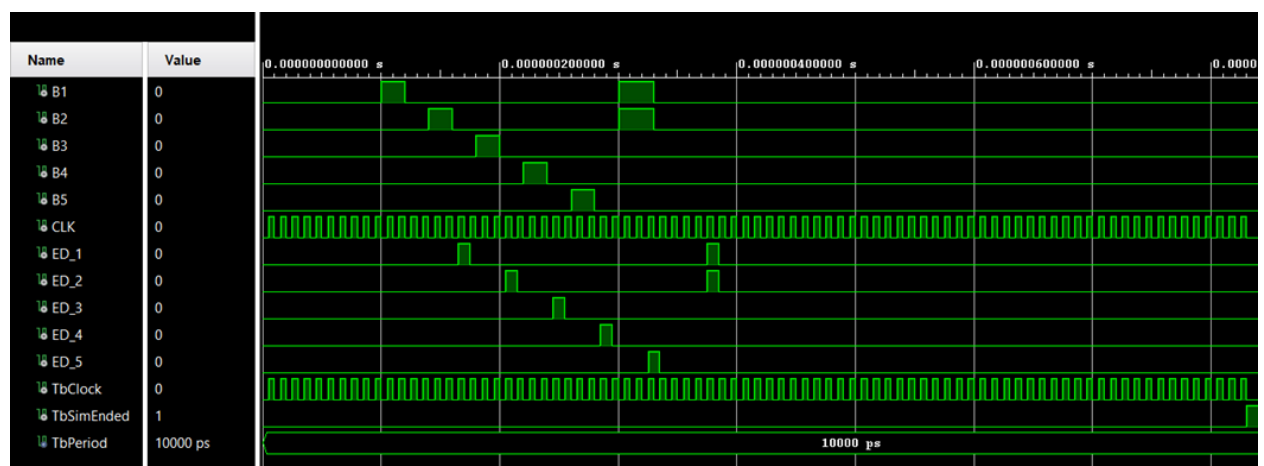 Name Value 0.000000000000 s 0.000000200000 s 0.000000400000 s 0.000000600000 s 0.0000
B1 0
B2 0
B3 0
B4 0
B5 0
CLK 0
ED_1 0
ED_2 0
ED_3 0
ED_4 0
ED_5 0
TbClock 0
TbSimEnded 1
TbPeriod 10000 ps 10000 ps